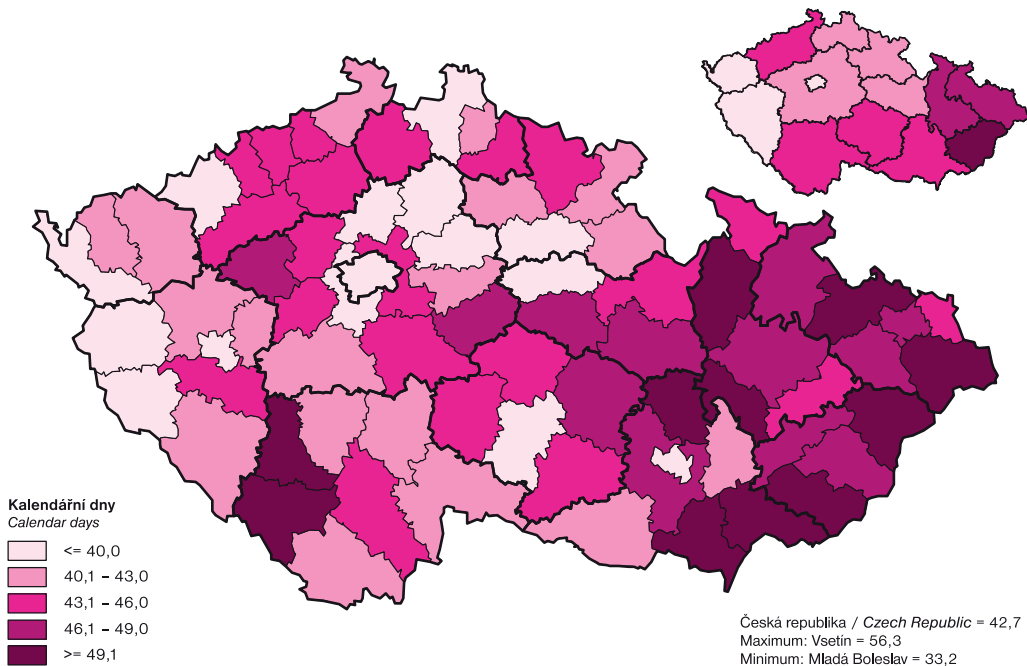 Kalendářní dny
Calendar days
<= 40,0
40,1 – 43,0
43,1 – 46,0
46,1 – 49,0
>= 49,1
Česká republika / Czech Republic = 42,7
Maximum: Vsetín = 56,3
Minimum: Mladá Boleslav = 33,2